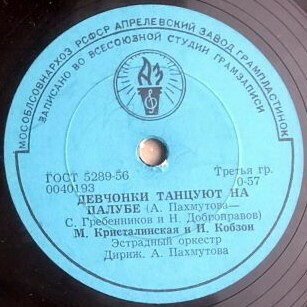 МОСОБЛСОВНАРХОЗ РСФСР АПРЕЛЕВСКИЙ ЗАВОД ГРАМПЛАСТИНОК
ЗАПИСАНО ВО ВСЕСОЮЗНОЙ СТУДИИ ГРАМЗАПИСИ
ГОСТ 5289-56
Третья гр.
0040193
/0-57
ДЕВЧОНКИ ТАНЦУЮТ НА
ПАЛУБЕ (А. Пахмутова—
С. Гребенников и Н. Добронравов)
М. Кристалинская и И. Кобзон
Эстрадный оркестр
Дириж. А. Пахмутова